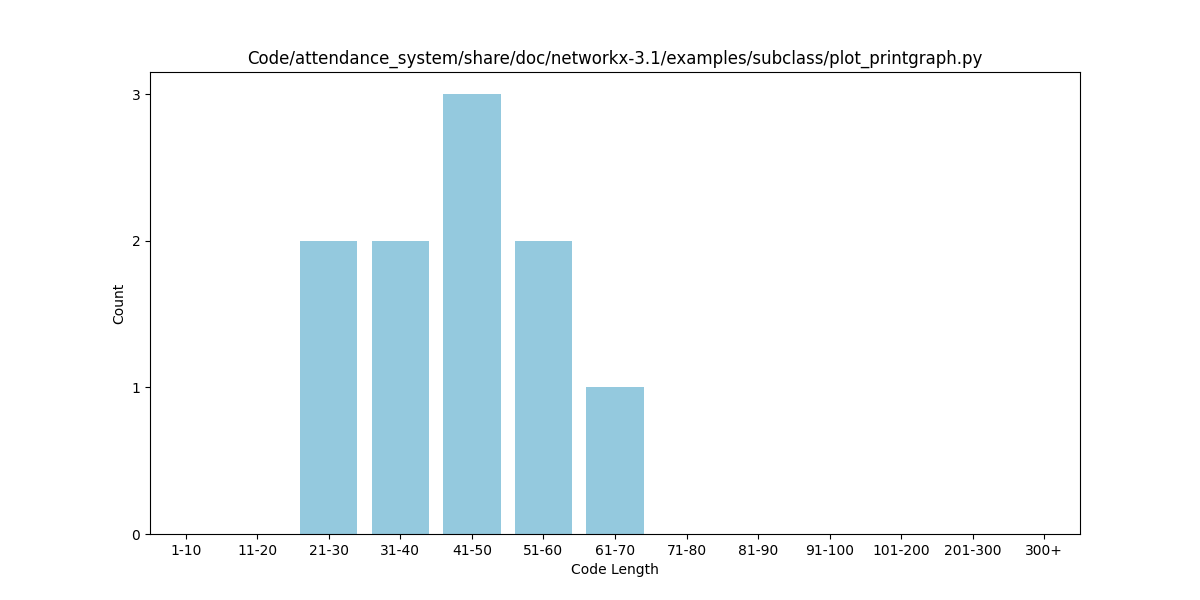 Code/attendance_system/share/doc/networkx-3.1/examples/subclass/plot_printgraph.py
3
2
1
0
Count
1-10 11-20 21-30 31-40 41-50 51-60 61-70 71-80 81-90 91-100 101-200 201-300 300+
Code Length